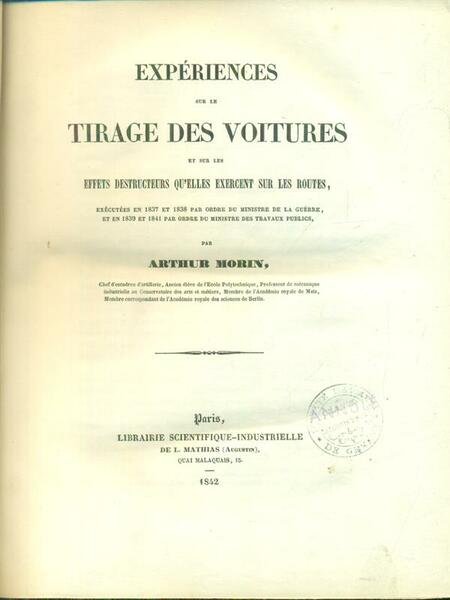 EXPÉRIENCES
SUR LE
TIRAGE DES VOITURES
ET SUR LES
EFFETS DESTRUCTEURS QU'ELLES EXERCENT SUR LES ROUTES,
EXÉCUTÉES EN 1837 ET 1838 PAR ORDRE DU MINISTRE DE LA GUERRE,
ET EN 1839 ET 1841 PAR ORDRE DU MINISTRE DES TRAVAUX PUBLICS,
PAR
ARTHUR MORIN,
Chef d'escadron d'artillerie, Ancien élève de l'École Polytechnique, Professeur de mécanique
industrielle au Conservatoire des arts et métiers, Membre de l'Académie royale de Metz,
Membre correspondant de l'Académie royale des sciences de Berlin.
Paris,
LIBRAIRIE SCIENTIFIQUE-INDUSTRIELLE
DE L. MATHIAS (AUGUSTIN),
QUAI MALAQUAIS, 15.
1842